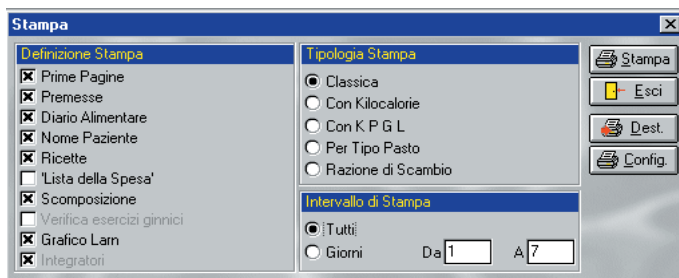 Stampa
Definizione Stampa
Prime Pagine
Premesse
Diario Alimentare
Nome Paziente
Ricette
'Lista della Spesa'
Scomposizione
Verifica esercizi ginnici
Grafico Larn
Integratori
Tipologia Stampa
Classica
Con Kilocalorie
Con K P G L
Per Tipo Pasto
Razione di Scambio
Intervallo di Stampa
Tutti
Giorni Da 1 A 7
Stampa
Esci
Dest.
Config.